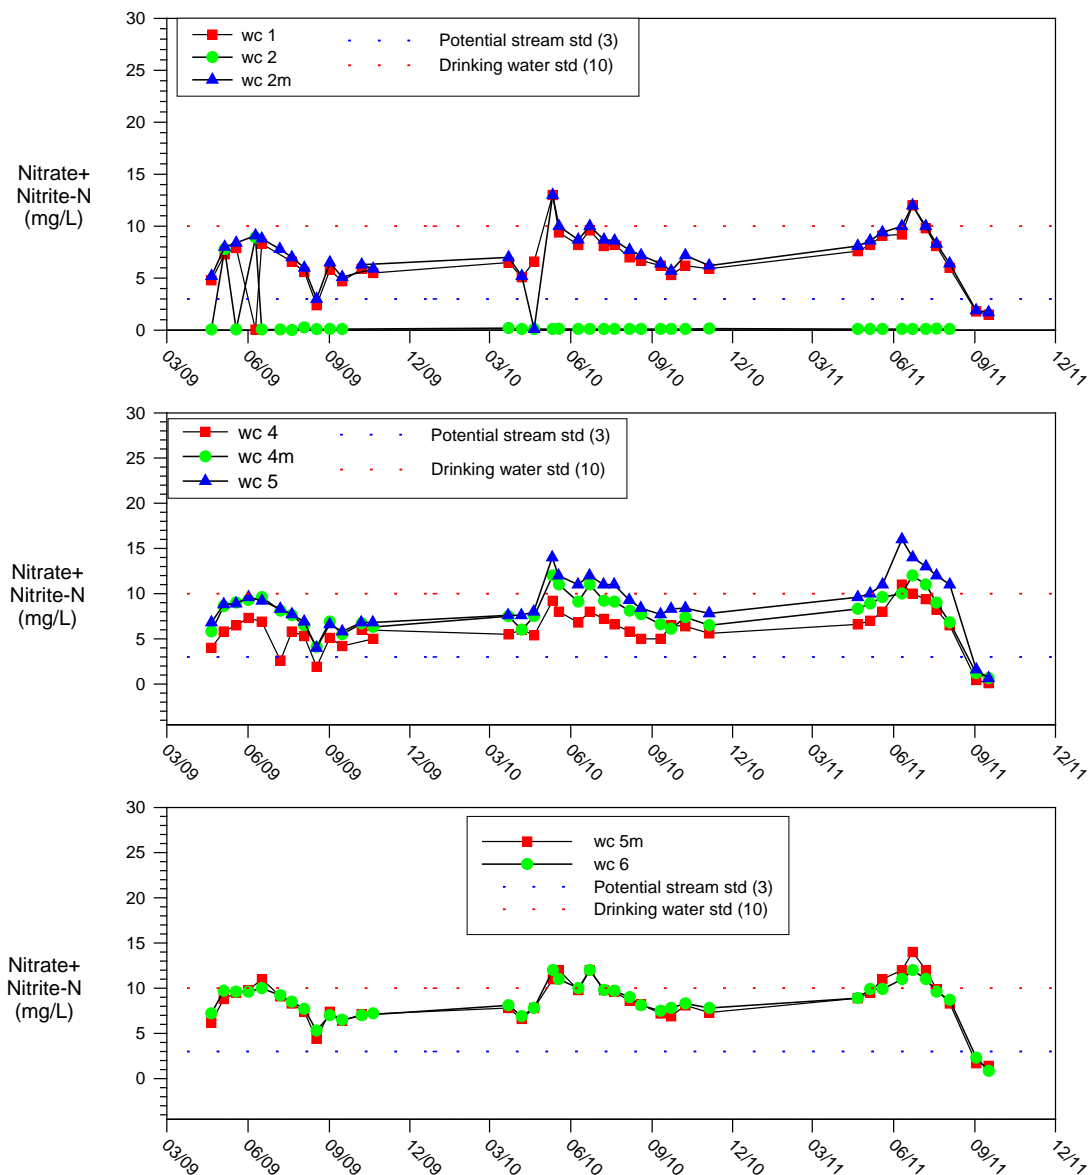 30
25
20
15
10
5
0
Nitrate+
Nitrite-N
(mg/L)
wc 1
wc 2
wc 2m
Potential stream std (3)
Drinking water std (10)
03/09 06/09 09/09 12/09 03/10 06/10 09/10 12/10 03/11 06/11 09/11 12/11
30
25
20
15
10
5
0
Nitrate+
Nitrite-N
(mg/L)
wc 4
wc 4m
wc 5
Potential stream std (3)
Drinking water std (10)
03/09 06/09 09/09 12/09 03/10 06/10 09/10 12/10 03/11 06/11 09/11 12/11
30
25
20
15
10
5
0
Nitrate+
Nitrite-N
(mg/L)
wc 5m
wc 6
Potential stream std (3)
Drinking water std (10)
03/09 06/09 09/09 12/09 03/10 06/10 09/10 12/10 03/11 06/11 09/11 12/11